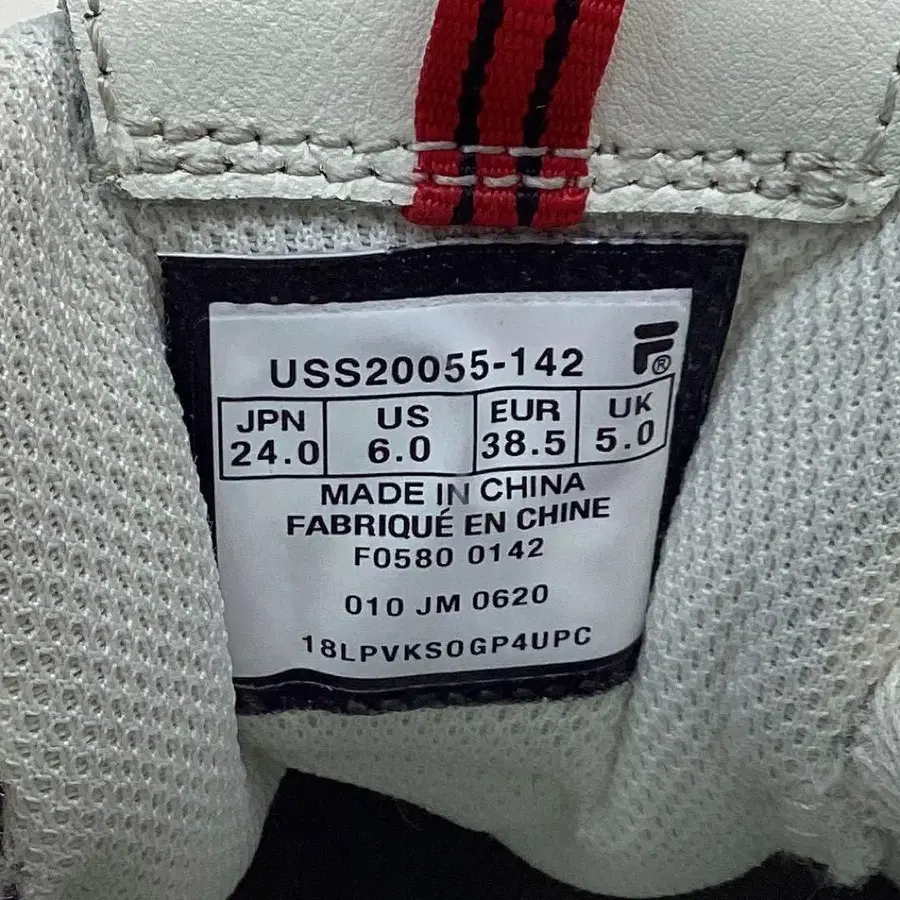 USS20055-142
JPN US EUR UK
24.0 6.0 38.5 5.0
MADE IN CHINA
FABRIQUÉ EN CHINE
F0580 0142
010 JM 0620
18LPVKS0GP4UPC